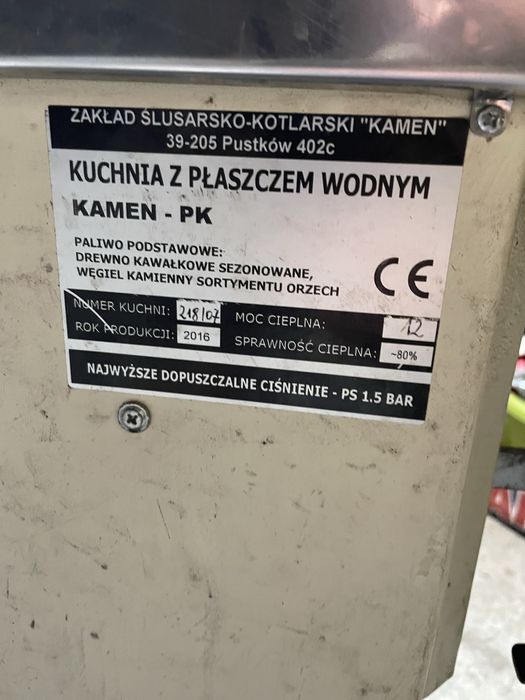 ZAKŁAD ŚLUSARSKO-KOTLARSKI "KAMEN"
39-205 Pustków 402c
KUCHNIA Z PŁASZCZEM WODNYM
KAMEN - PK
PALIWO PODSTAWOWE:
DREWNO KAWAŁKOWE SEZONOWANE,
WĘGIEL KAMIENNY SORTYMENTU ORZECH
CE
NUMER KUCHNI: 218/07
ROK PRODUKCJI: 2016
MOC CIEPLNA: 12
SPRAWNOŚĆ CIEPLNA: ~80%
NAJWYŻSZE DOPUSZCZALNE CIŚNIENIE - PS 1.5 BAR